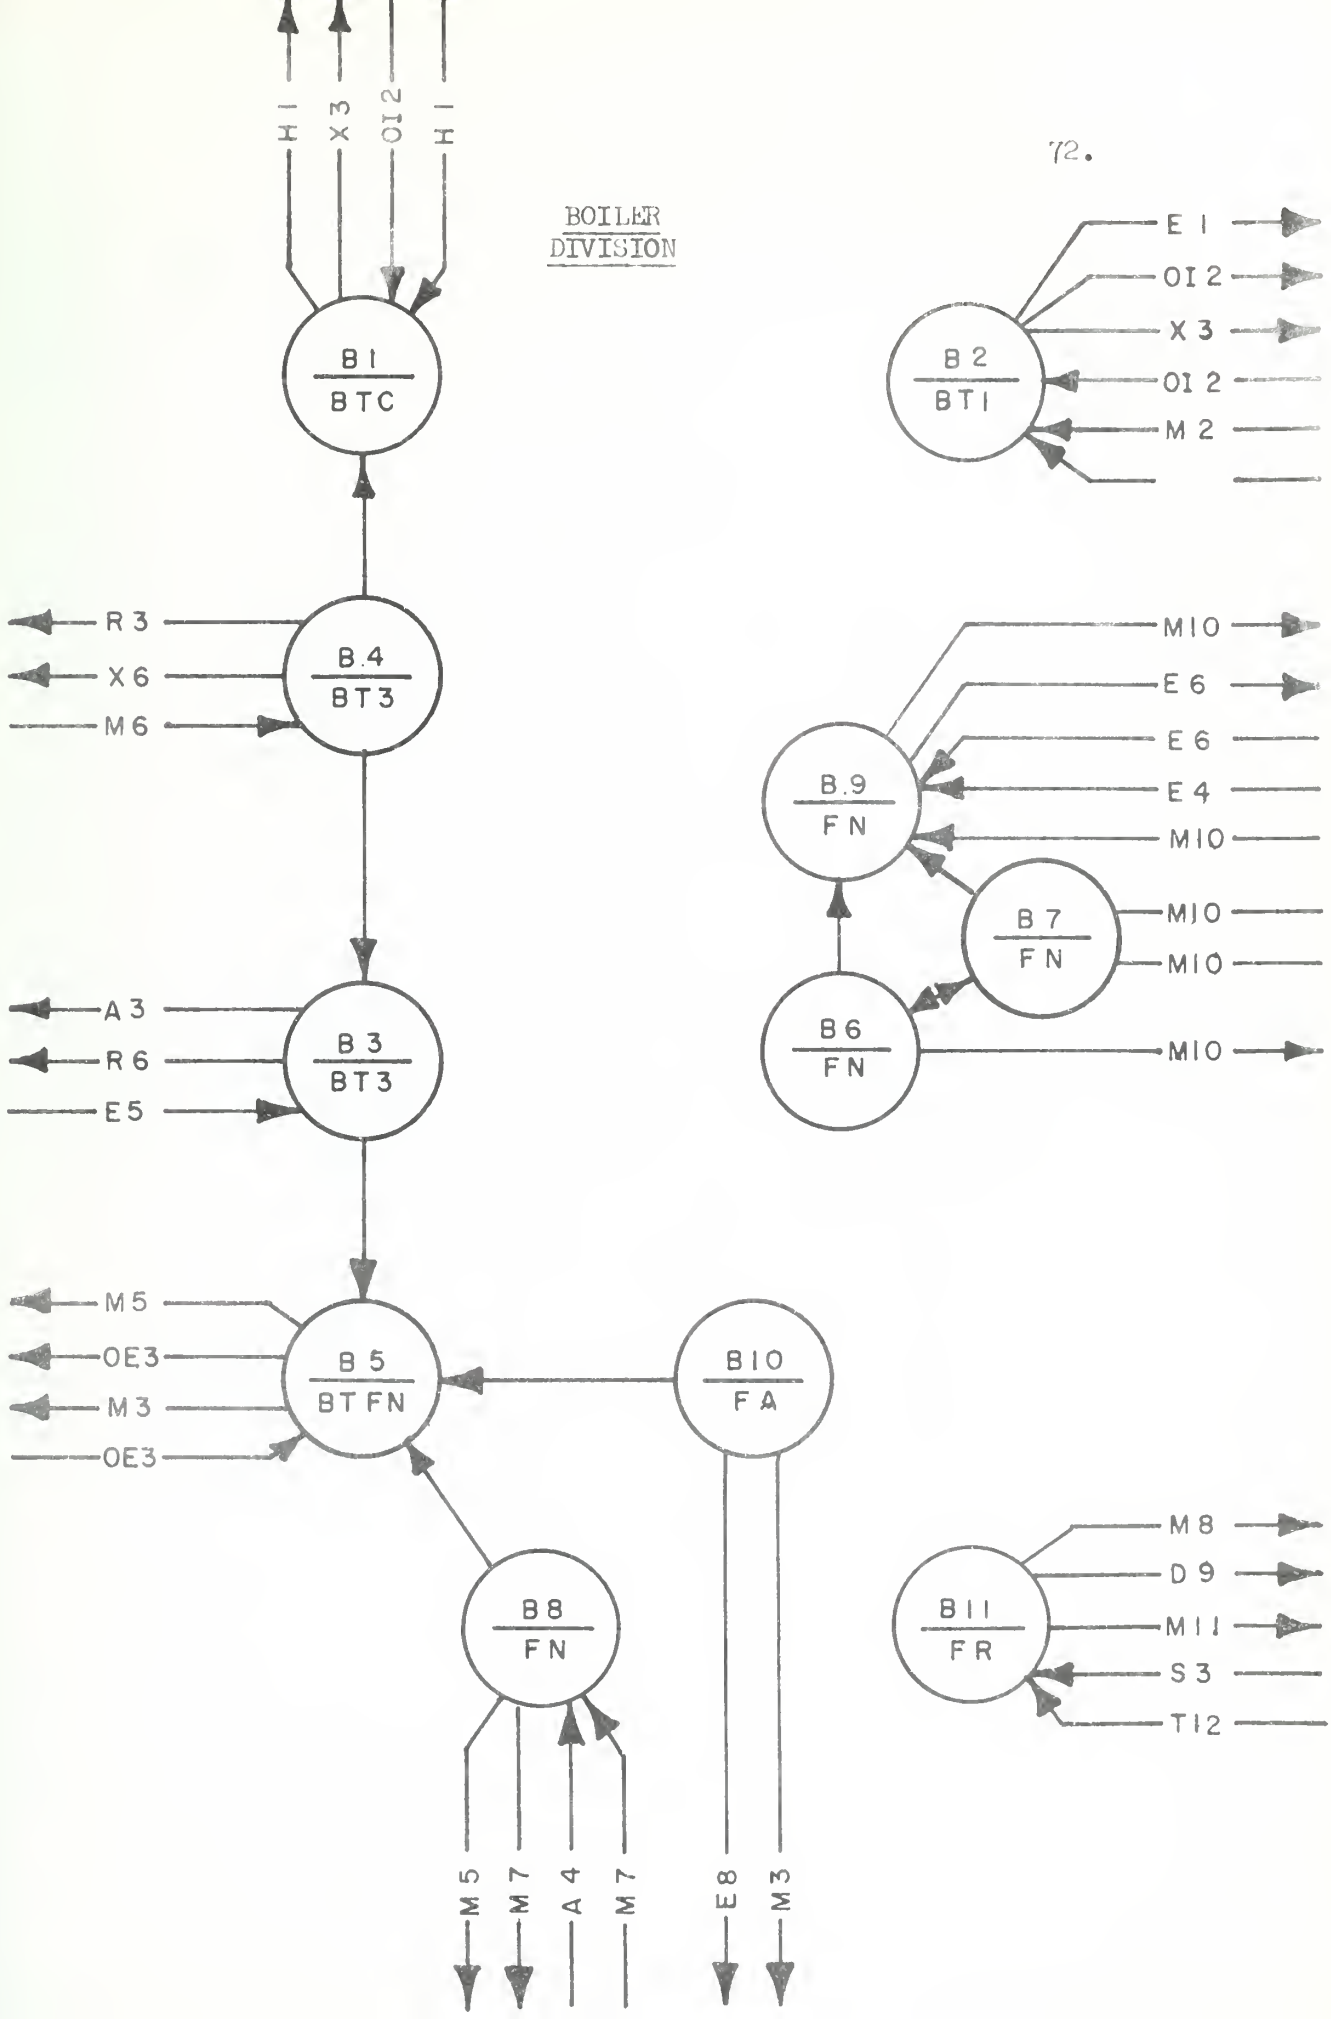 H1
X3
OI2
H1
72.
BOILER
DIVISION
B1
BTC
B2
BT1
E1
OI2
X3
OI2
M2
R3
X6
M6
B.4
BT3
M10
E6
E6
E4
M10
B.9
FN
B7
FN
M10
M10
B6
FN
M10
A3
R6
E5
B3
BT3
M5
OE3
M3
OE3
B5
BTFN
B10
FA
B8
FN
B11
FR
M8
D9
M11
S3
T12
M5
M7
A4
M7
E8
M3